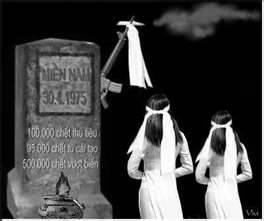 MIỀN NAM
30.4.1975
100.000 chết thủ tiêu
95.000 chết tù cải tạo
500.000 chết vượt biển